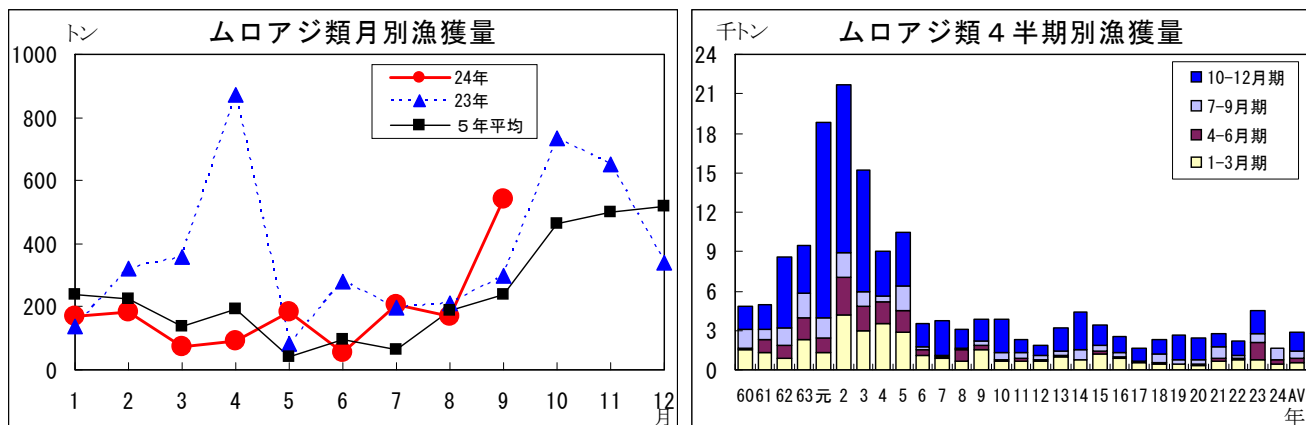 トン
ムロアジ類月別漁獲量
1000
800
600
400
200
0
24年
23年
５年平均
1 2 3 4 5 6 7 8 9 10 11 12
月
千トン
ムロアジ類４半期別漁獲量
24
21
18
15
12
9
6
3
0
10-12月期
7-9月期
4-6月期
1-3月期
60 61 62 63 元 2 3 4 5 6 7 8 9 10 11 12 13 14 15 16 17 18 19 20 21 22 23 24 AV
年